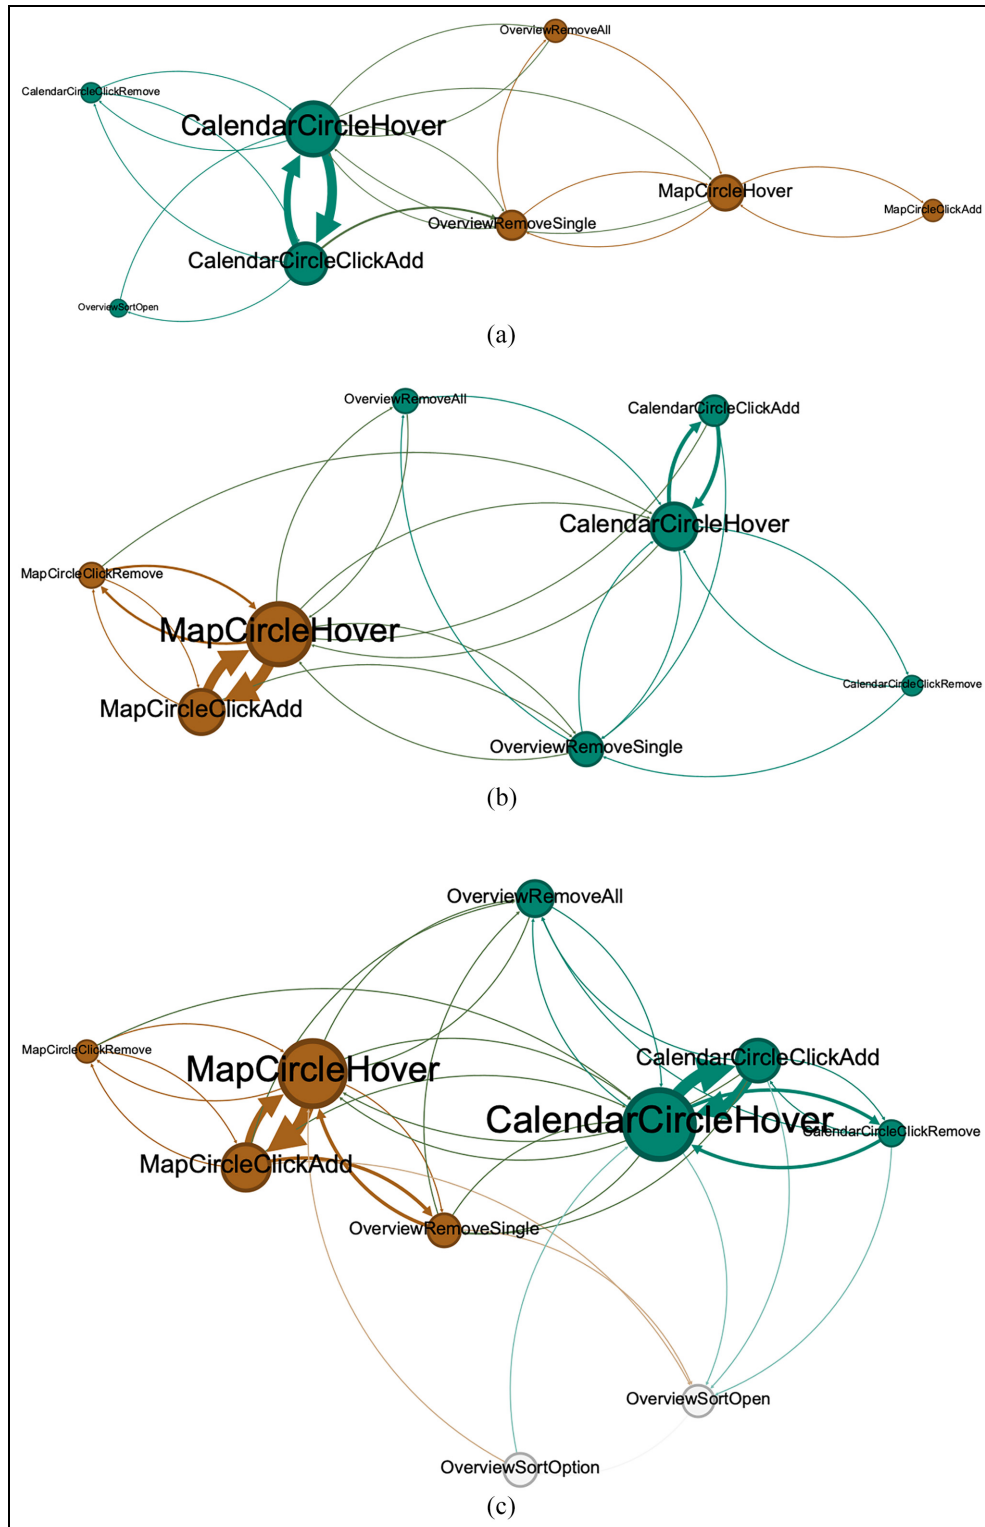 OverviewRemoveAll
CalendarCircleClickRemove
CalendarCircleHover
MapCircleHover
MapCircleClickAdd
OverviewRemoveSingle
CalendarCircleClickAdd
OverviewSortOpen
(a)
OverviewRemoveAll
CalendarCircleClickAdd
CalendarCircleHover
MapCircleClickRemove
MapCircleHover
CalendarCircleClickRemove
MapCircleClickAdd
OverviewRemoveSingle
(b)
OverviewRemoveAll
MapCircleClickRemove
CalendarCircleClickAdd
MapCircleHover
CalendarCircleHover
CalendarCircleClickRemove
MapCircleClickAdd
OverviewRemoveSingle
OverviewSortOpen
OverviewSortOption
(c)